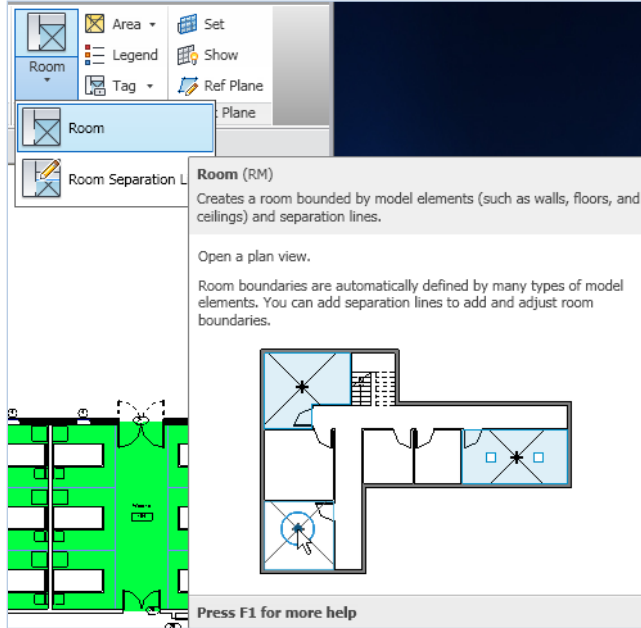 Area
Set
Legend
Show
Room
Tag
Ref Plane
Plane
Room
Room Separation L
Room (RM)
Creates a room bounded by model elements (such as walls, floors, and
ceilings) and separation lines.
Open a plan view.
Room boundaries are automatically defined by many types of model
elements. You can add separation lines to add and adjust room
boundaries.
Press F1 for more help